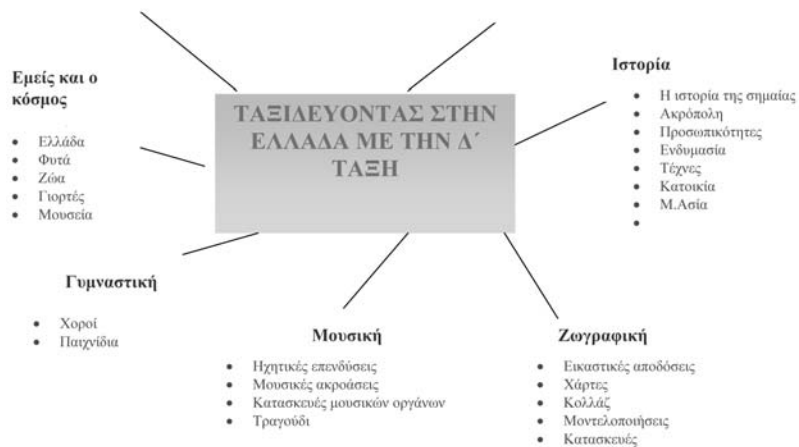 Εμείς και ο
κόσμος
• Ελλάδα
• Φυτά
• Ζώα
• Γιορτές
• Μουσεία
ΤΑΞΙΔΕΥΟΝΤΑΣ ΣΤΗΝ
ΕΛΛΑΔΑ ΜΕ ΤΗΝ Δ΄
ΤΑΞΗ
Ιστορία
• Η ιστορία της σημαίας
• Ακρόπολη
• Προσωπικότητες
• Ενδυμασία
• Τέχνες
• Κατοικία
• Μ.Ασία
•
Γυμναστική
• Χοροί
• Παιχνίδια
Μουσική
• Ηχητικές επενδύσεις
• Μουσικές ακροάσεις
• Κατασκευές μουσικών οργάνων
• Τραγούδι
Ζωγραφική
• Εικαστικές αποδόσεις
• Χάρτες
• Κολλάζ
• Μοντελοποιήσεις
• Κατασκευές